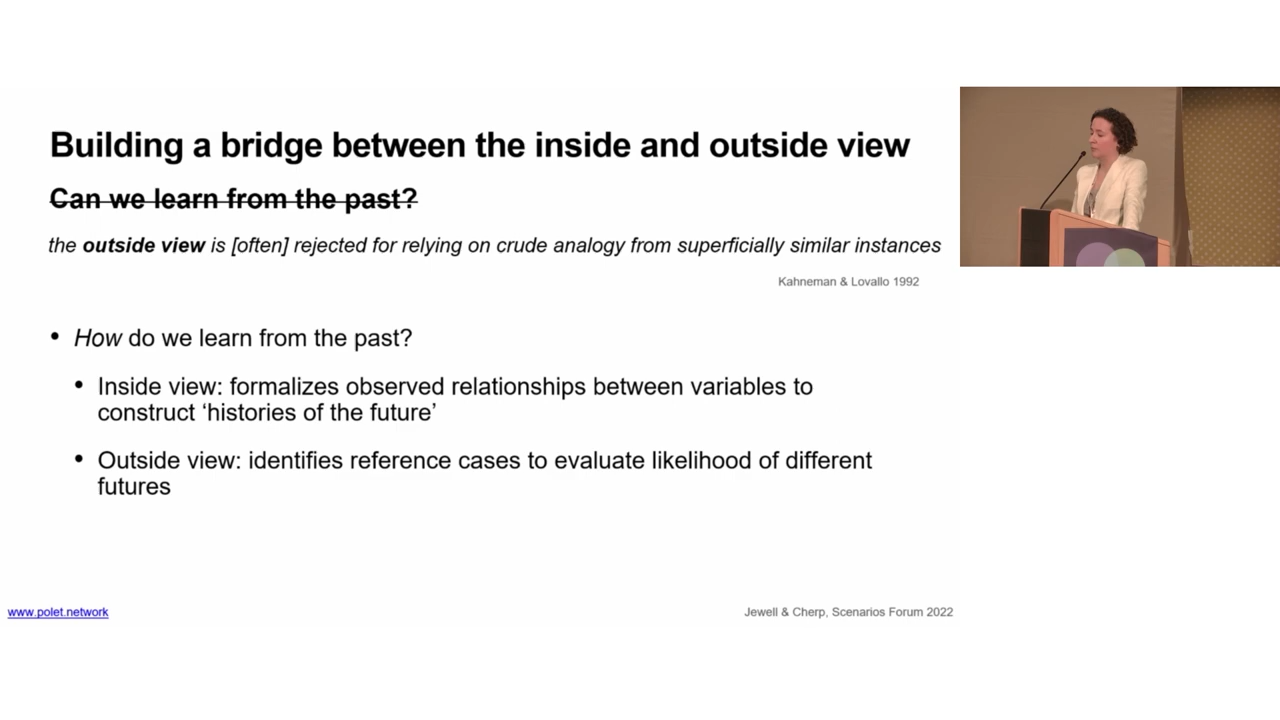 Building a bridge between the inside and outside view
Can we learn from the past?
the outside view is [often] rejected for relying on crude analogy from superficially similar instances
Kahneman & Lovallo 1992
• How do we learn from the past?
• Inside view: formalizes observed relationships between variables to
construct ‘histories of the future’
• Outside view: identifies reference cases to evaluate likelihood of different
futures
www.polet.network
Jewell & Cherp, Scenarios Forum 2022